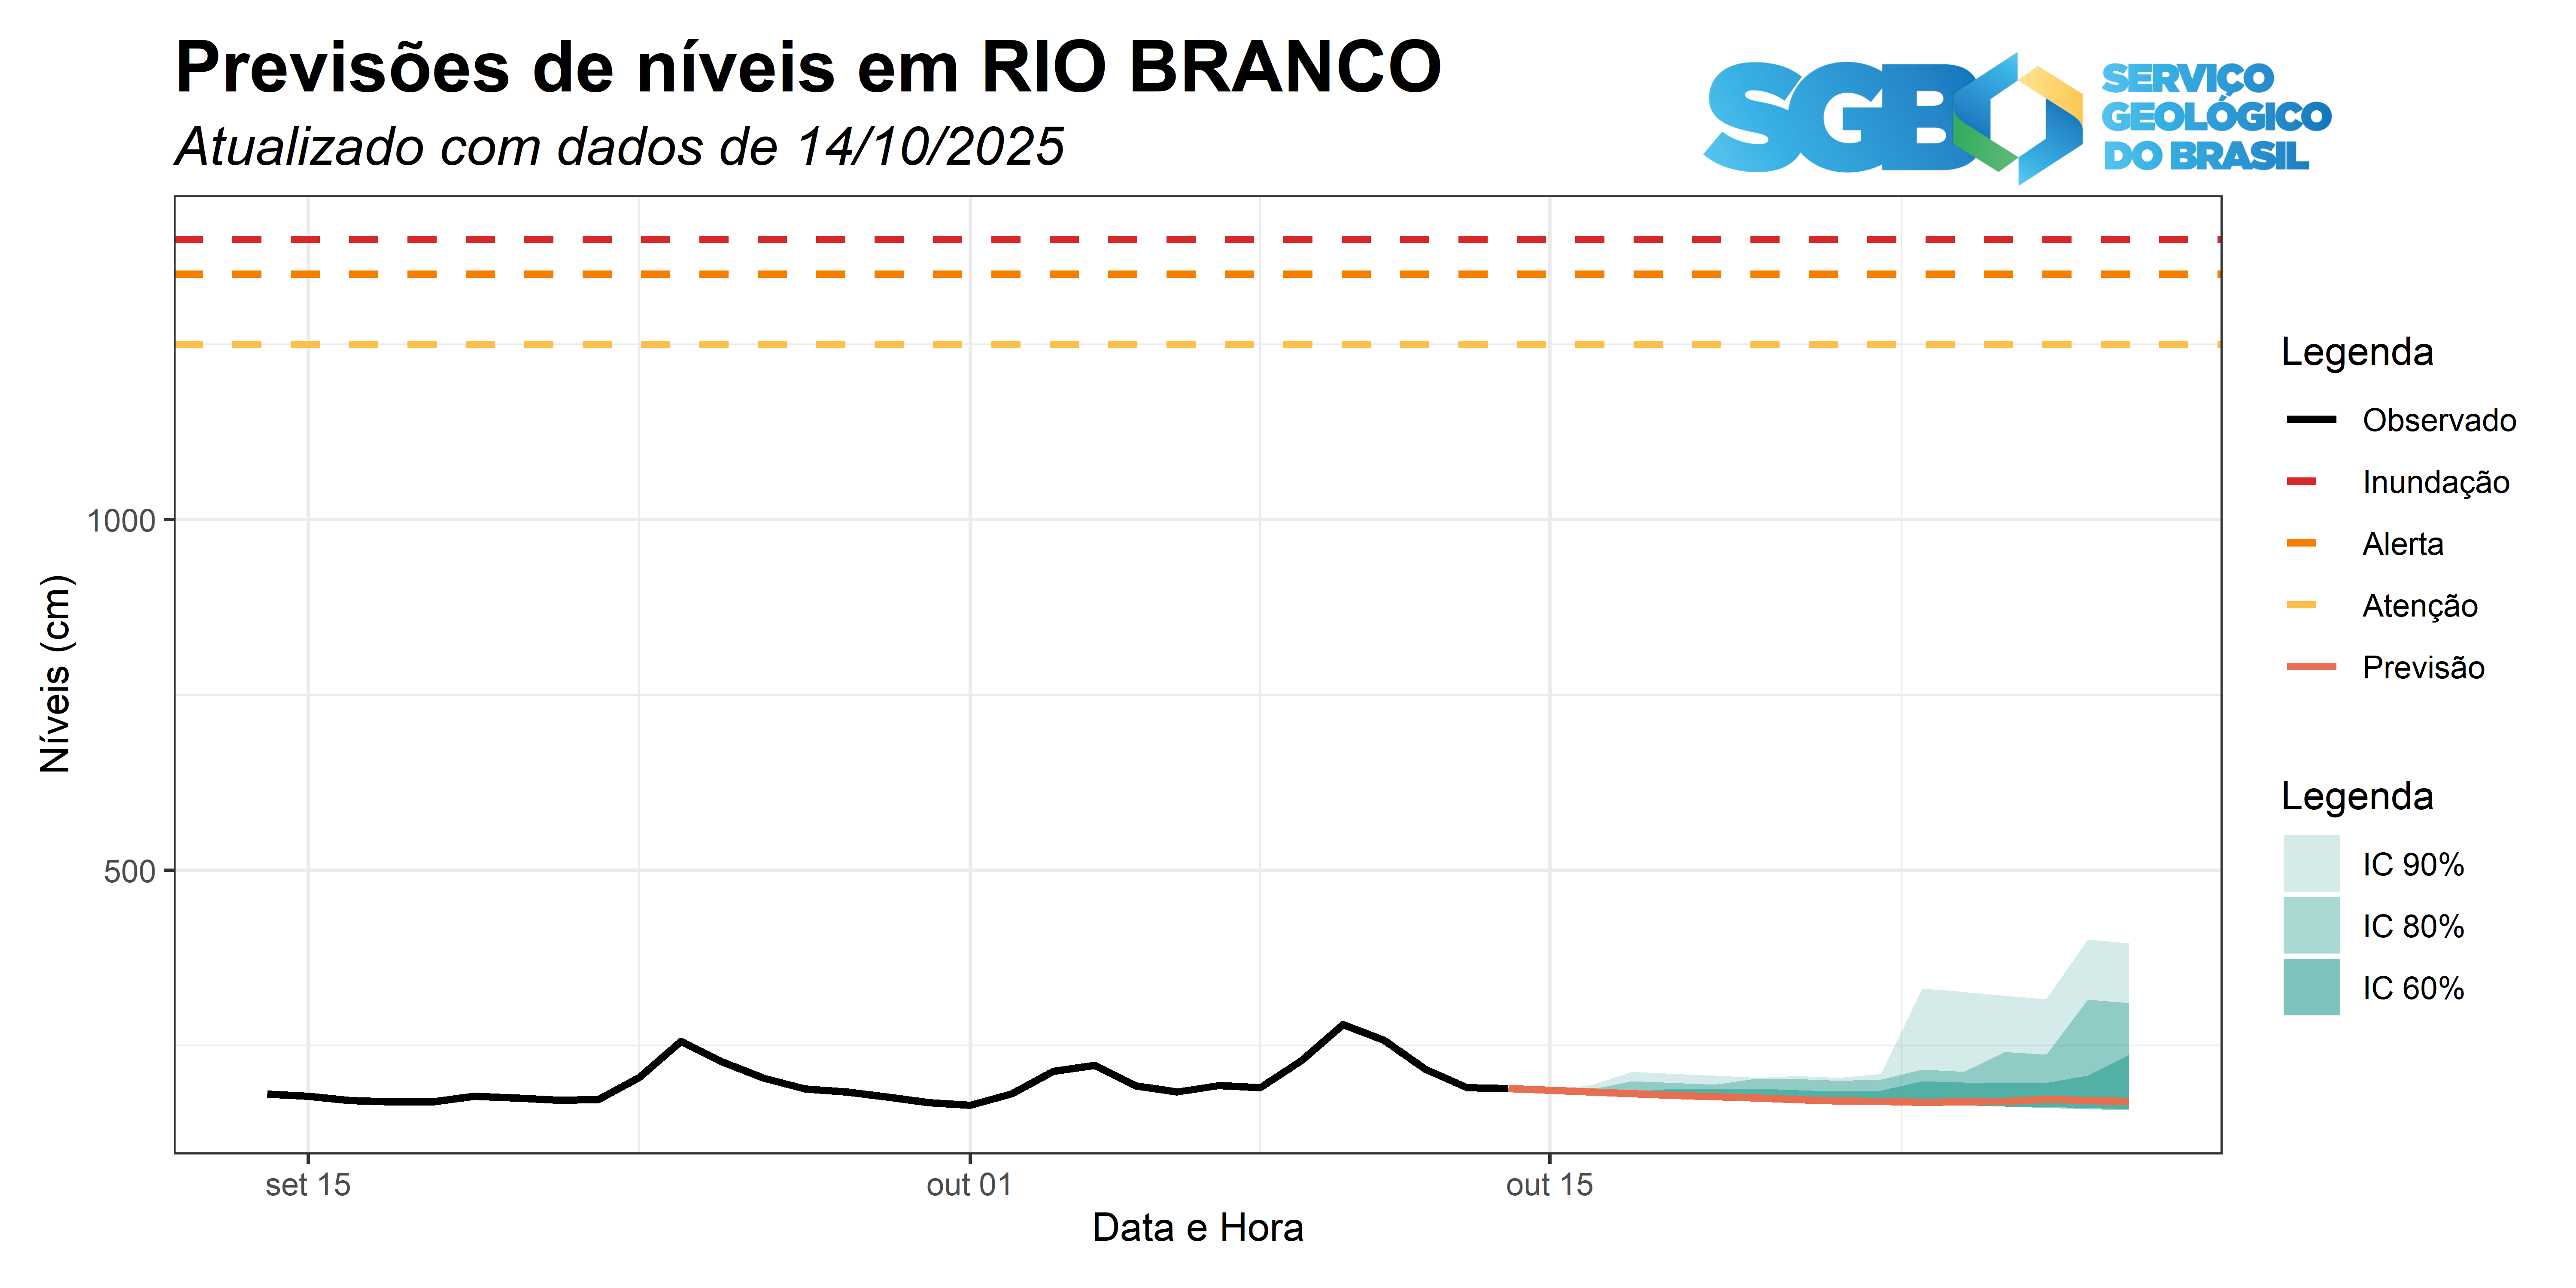 Previsões de níveis em RIO BRANCO
Atualizado com dados de 14/10/2025
SGB
SERVIÇO
GEOLÓGICO
DO BRASIL
Níveis (cm)
1000
500
set 15
out 01
out 15
Data e Hora
Legenda
Observado
Inundação
Alerta
Atenção
Previsão
Legenda
IC 90%
IC 80%
IC 60%